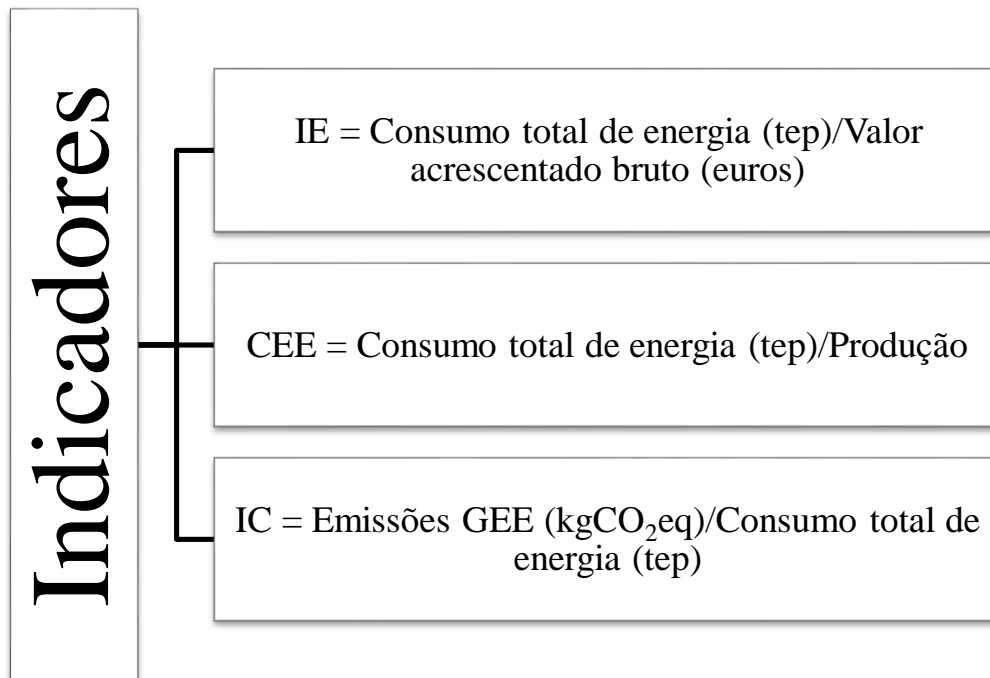 Indicadores
IE = Consumo total de energia (tep)/Valor
acrescentado bruto (euros)
CEE = Consumo total de energia (tep)/Produção
IC = Emissões GEE (kgCO₂eq)/Consumo total de
energia (tep)